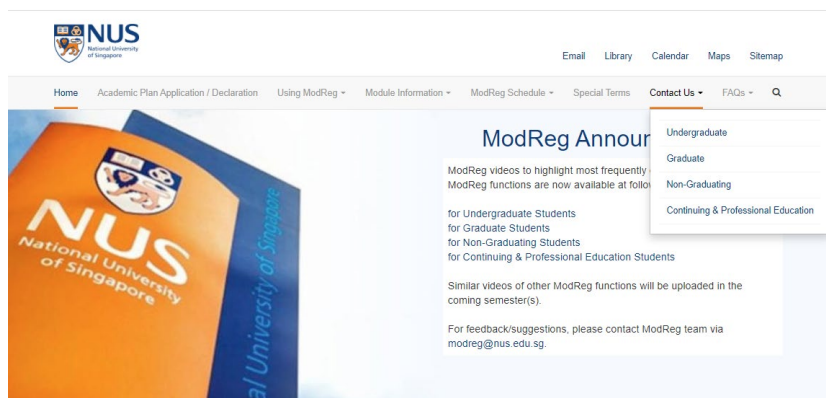 NUS
National University
of Singapore
Email Library Calendar Maps Sitemap
Home Academic Plan Application / Declaration Using ModReg Module Information ModReg Schedule Special Terms Contact Us FAQs
Undergraduate
Graduate
Non-Graduating
Continuing & Professional Education
ModReg Announ
ModReg videos to highlight most frequently
ModReg functions are now available at follo
for Undergraduate Students
for Graduate Students
for Non-Graduating Students
for Continuing & Professional Education Students
Similar videos of other ModReg functions will be uploaded in the
coming semester(s).
For feedback/suggestions, please contact ModReg team via
modreg@nus.edu.sg.
NUS
National University
of Singapore
al University of Singapore